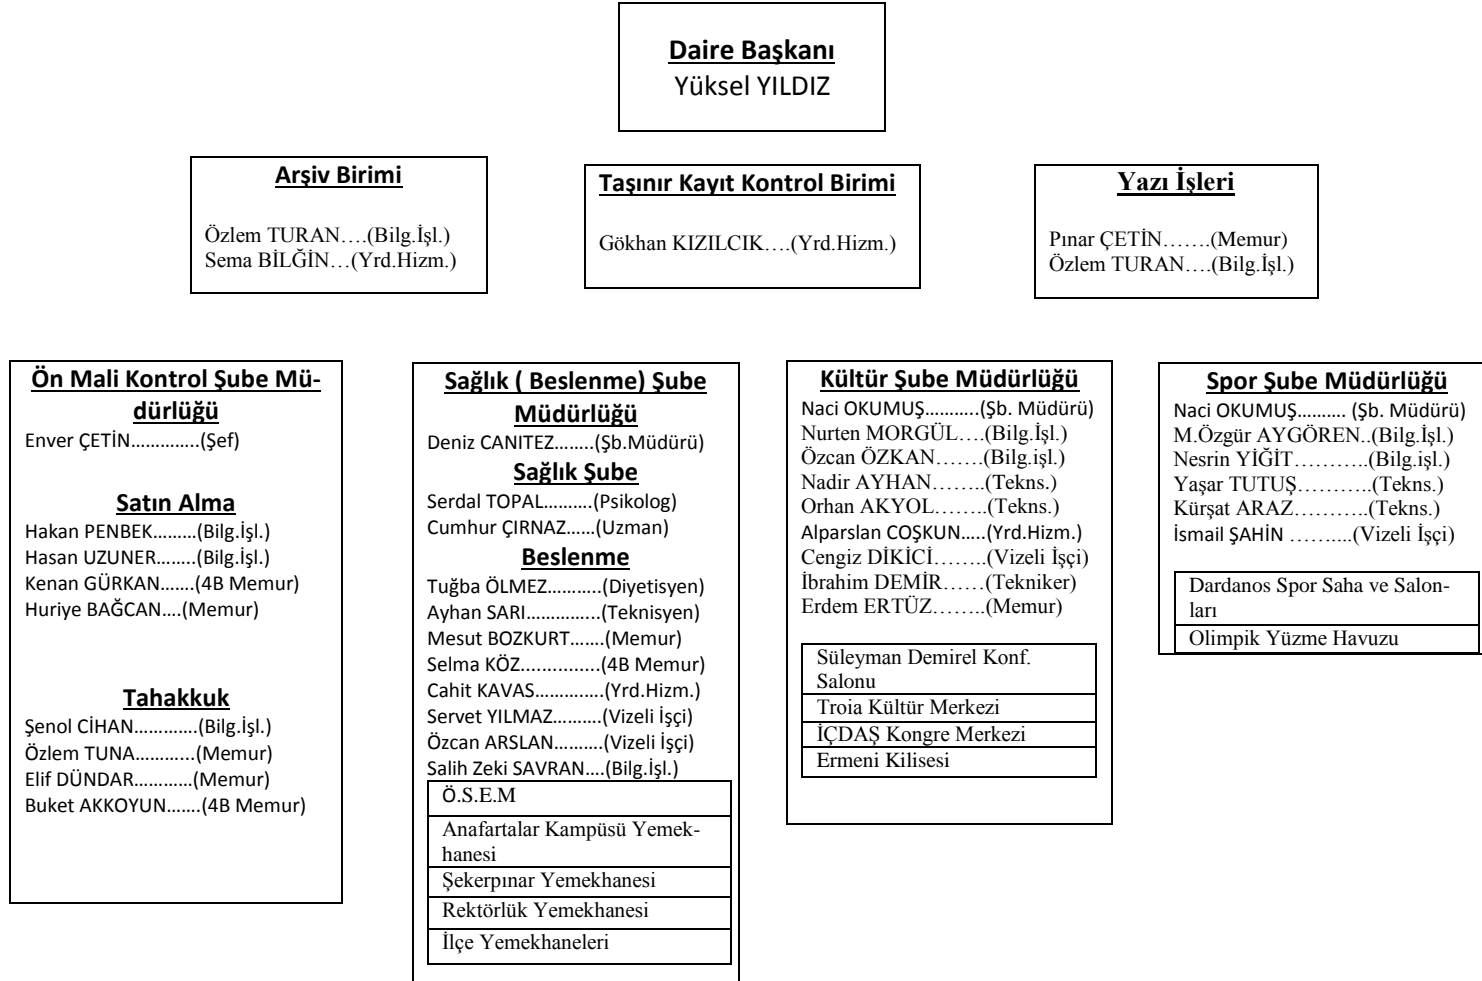 Daire Başkanı
Yüksel YILDIZ
Arşiv Birimi
Özlem TURAN….(Bilg.İşl.)
Sema BİLĞİN…(Yrd.Hizm.)
Taşınır Kayıt Kontrol Birimi
Gökhan KIZILCIK….(Yrd.Hizm.)
Yazı İşleri
Pınar ÇETİN…….(Memur)
Özlem TURAN….(Bilg.İşl.)
Ön Mali Kontrol Şube Mü-
dürlüğü
Enver ÇETİN………….(Şef)
Satın Alma
Hakan PENBEK………(Bilg.İşl.)
Hasan UZUNER……..(Bilg.İşl.)
Kenan GÜRKAN…….(4B Memur)
Huriye BAĞCAN….(Memur)
Tahakkuk
Şenol CİHAN………….(Bilg.İşl.)
Özlem TUNA………...(Memur)
Elif DÜNDAR…………(Memur)
Buket AKKOYUN…….(4B Memur)
Sağlık ( Beslenme) Şube
Müdürlüğü
Deniz CANITEZ……..(Şb.Müdürü)
Sağlık Şube
Serdal TOPAL……….(Psikolog)
Cumhur ÇIRNAZ……(Uzman)
Beslenme
Tuğba ÖLMEZ………..(Diyetisyen)
Ayhan SARI…………...(Teknisyen)
Mesut BOZKURT…….(Memur)
Selma KÖZ...............(4B Memur)
Cahit KAVAS…………..(Yrd.Hizm.)
Servet YILMAZ……….(Vizeli İşçi)
Özcan ARSLAN……….(Vizeli İşçi)
Salih Zeki SAVRAN….(Bilg.İşl.)
Ö.S.E.M
Anafartalar Kampüsü Yemek-
hanesi
Şekerpınar Yemekhanesi
Rektörlük Yemekhanesi
İlçe Yemekhaneleri
Kültür Şube Müdürlüğü
Naci OKUMUŞ………..(Şb. Müdürü)
Nurten MORGÜL….(Bilg.İşl.)
Özcan ÖZKAN…….(Bilg.işl.)
Nadir AYHAN……..(Tekns.)
Orhan AKYOL……..(Tekns.)
Alparslan COŞKUN…..(Yrd.Hizm.)
Cengiz DİKİCİ……..(Vizeli İşçi)
İbrahim DEMİR……(Tekniker)
Erdem ERTÜZ……..(Memur)
Süleyman Demirel Konf.
Salonu
Troia Kültür Merkezi
İÇDAŞ Kongre Merkezi
Ermeni Kilisesi
Spor Şube Müdürlüğü
Naci OKUMUŞ………. (Şb. Müdürü)
M.Özgür AYGÖREN..(Bilg.İşl.)
Nesrin YİĞİT………..(Bilg.işl.)
Yaşar TUTUŞ………..(Tekns.)
Kürşat ARAZ………..(Tekns.)
İsmail ŞAHİN ……....(Vizeli İşçi)
Dardanos Spor Saha ve Salon-
ları
Olimpik Yüzme Havuzu